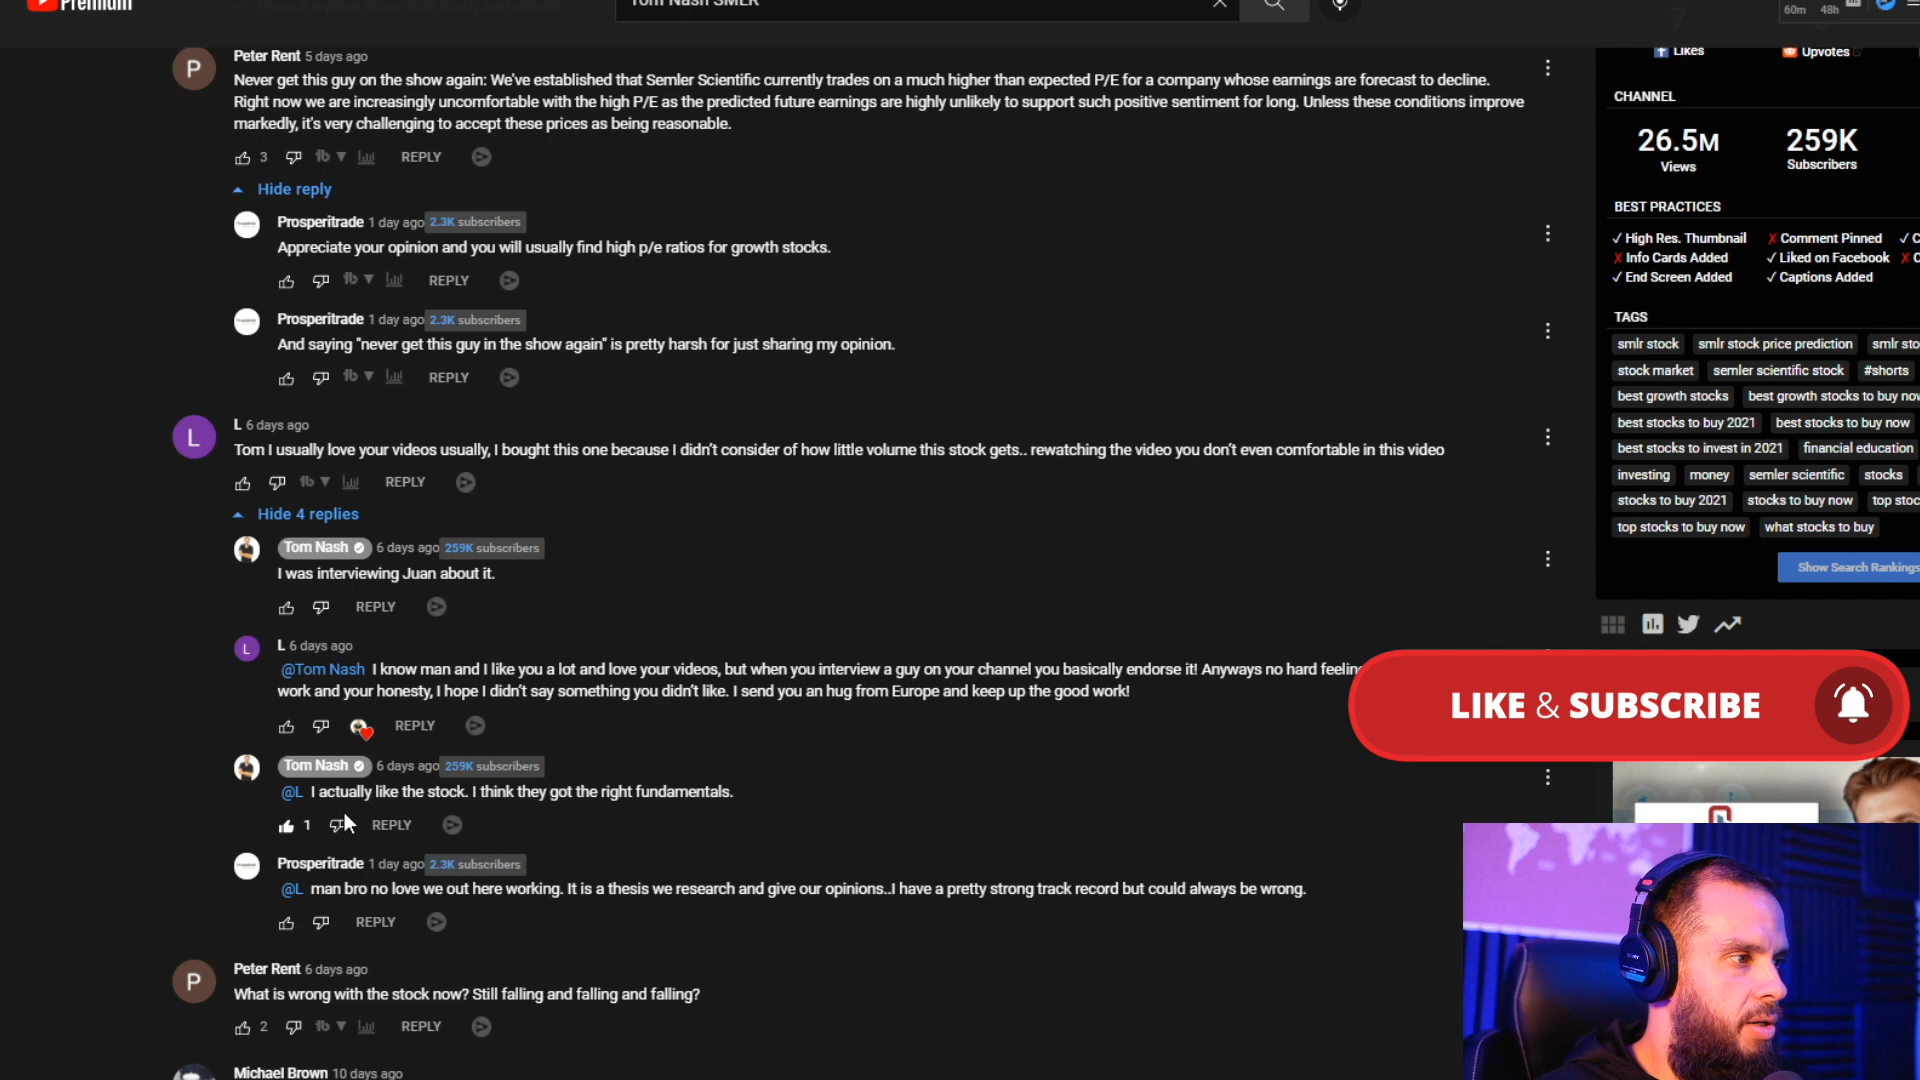 Premium
Tom Nash SMLR
60m 48h
Peter Rent 5 days ago
Never get this guy on the show again: We've established that Semler Scientific currently trades on a much higher than expected P/E for a company whose earnings are forecast to decline.
Right now we are increasingly uncomfortable with the high P/E as the predicted future earnings are highly unlikely to support such positive sentiment for long. Unless these conditions improve
markedly, it's very challenging to accept these prices as being reasonable.
3 REPLY
Hide reply
Prosperitrade 1 day ago 2.3K subscribers
Appreciate your opinion and you will usually find high p/e ratios for growth stocks.
REPLY
Prosperitrade 1 day ago 2.3K subscribers
And saying "never get this guy in the show again" is pretty harsh for just sharing my opinion.
REPLY
L
L 6 days ago
Tom I usually love your videos usually, I bought this one because I didn't consider of how little volume this stock gets.. rewatching the video you don't even comfortable in this video
REPLY
Hide 4 replies
Tom Nash 6 days ago 259K subscribers
I was interviewing Juan about it.
REPLY
L 6 days ago
@Tom Nash I know man and I like you a lot and love your videos, but when you interview a guy on your channel you basically endorse it! Anyways no hard
work and your honesty, I hope I didn't say something you didn't like. I send you an hug from Europe and keep up the good work!
REPLY
Tom Nash 6 days ago 259K subscribers
@L I actually like the stock. I think they got the right fundamentals.
1 REPLY
Prosperitrade 1 day ago 2.3K subscribers
@L man bro no love we out here working. It is a thesis we research and give our opinions..I have a pretty strong track record but could always be wrong.
REPLY
P
Peter Rent 6 days ago
What is wrong with the stock now? Still falling and falling and falling?
2 REPLY
Michael Brown 10 days ago
Likes Upvotes
CHANNEL
26.5M 259K
Views Subscribers
BEST PRACTICES
✓ High Res. Thumbnail ✗ Comment Pinned ✓
✗ Info Cards Added ✓ Liked on Facebook ✗
✓ End Screen Added ✓ Captions Added
TAGS
smlr stock smlr stock price prediction
stock market semler scientific stock #shorts
best growth stocks best growth stocks to buy now
best stocks to buy 2021 best stocks to buy now
best stocks to invest in 2021 financial education
investing money semler scientific stocks
stocks to buy 2021 stocks to buy now top
top stocks to buy now what stocks to buy
Show Search Rankings
LIKE & SUBSCRIBE